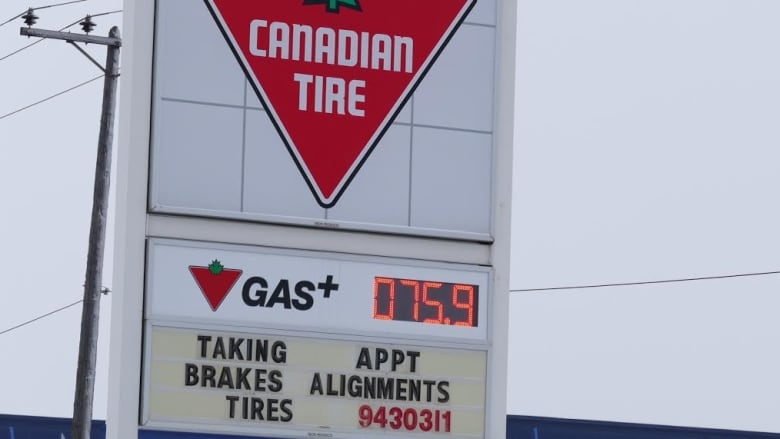 CANADIAN
TIRE
GAS+ 075.9
TAKING APPT
BRAKES ALIGNMENTS
TIRES 9430311